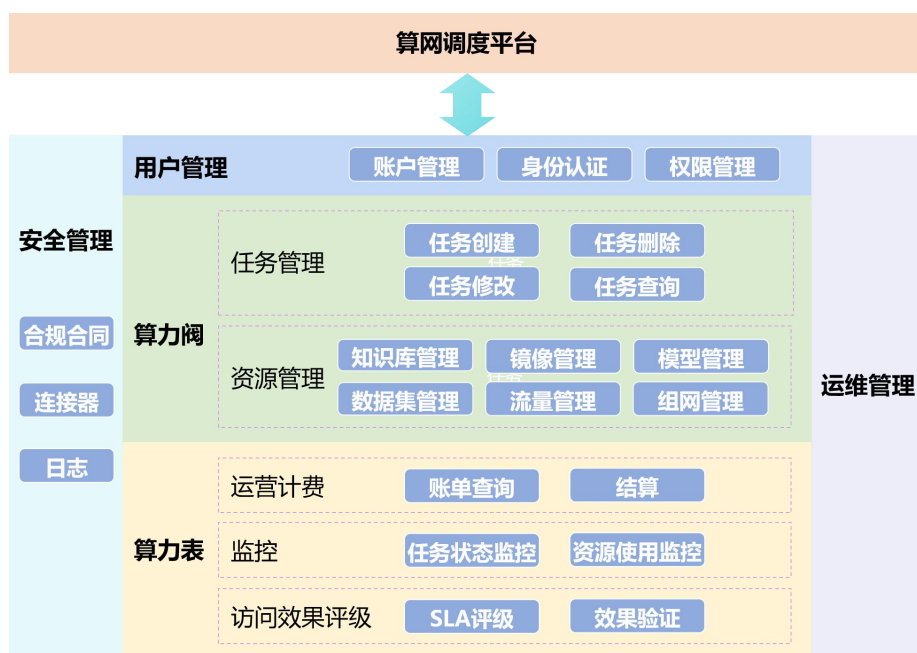 算网调度平台
安全管理
合规合同
连接器
日志
用户管理
账户管理
身份认证
权限管理
算力阀
任务管理
任务创建
任务删除
任务
任务修改
任务查询
资源管理
知识库管理
镜像管理
模型管理
任务
数据集管理
流量管理
组网管理
算力表
运营计费
账单查询
结算
监控
任务状态监控
资源使用监控
访问效果评级
SLA评级
效果验证
运维管理